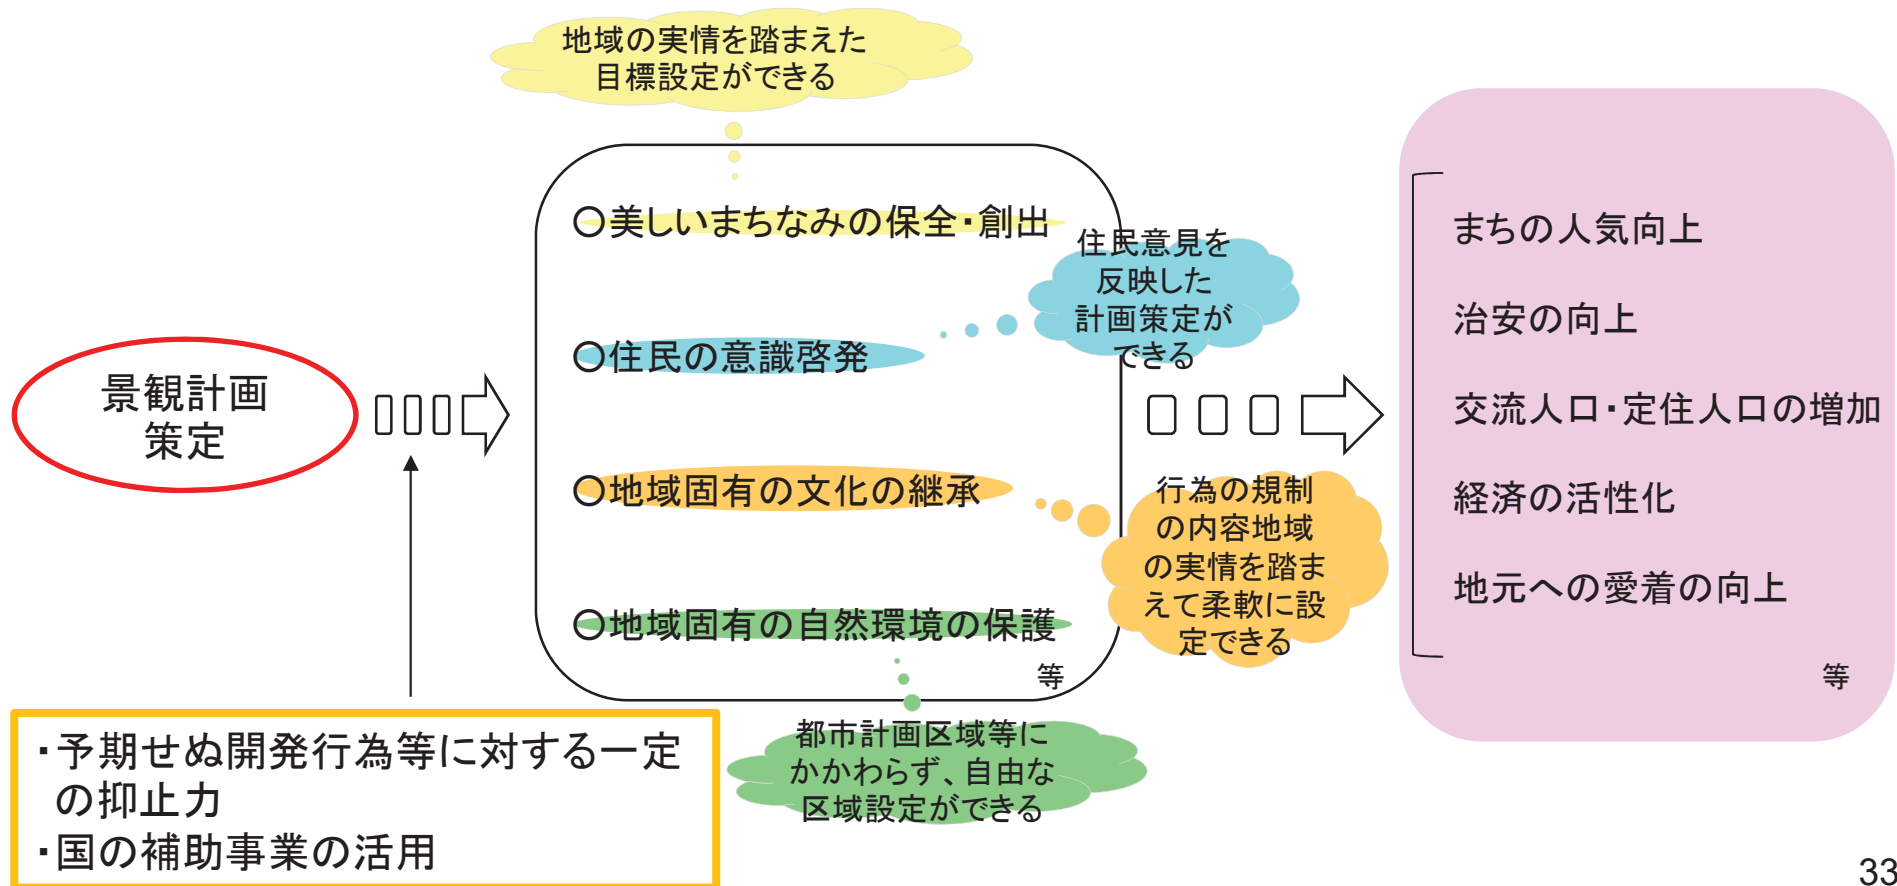 地域の実情を踏まえた
目標設定ができる
景観計画
策定
・予期せぬ開発行為等に対する一定
の抑止力
・国の補助事業の活用
○美しいまちなみの保全・創出
住民意見を
反映した
計画策定が
できる
○住民の意識啓発
○地域固有の文化の継承
行為の規制
の内容地域
の実情を踏ま
えて柔軟に設
定できる
○地域固有の自然環境の保護
等
都市計画区域等に
かかわらず、自由な
区域設定ができる
まちの人気向上
治安の向上
交流人口・定住人口の増加
経済の活性化
地元への愛着の向上
等
33